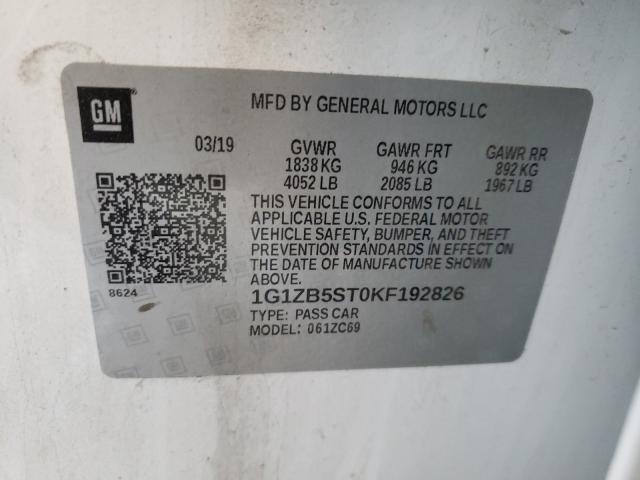 GM
MFD BY GENERAL MOTORS LLC
03/19 GVWR GAWR FRT GAWR RR
1838 KG 946 KG 892 KG
4052 LB 2085 LB 1967 LB
THIS VEHICLE CONFORMS TO ALL
APPLICABLE U.S. FEDERAL MOTOR
VEHICLE SAFETY, BUMPER, AND THEFT
PREVENTION STANDARDS IN EFFECT ON
THE DATE OF MANUFACTURE SHOWN
ABOVE.
8624
1G1ZB5ST0KF192826
TYPE: PASS CAR
MODEL: 061ZC69